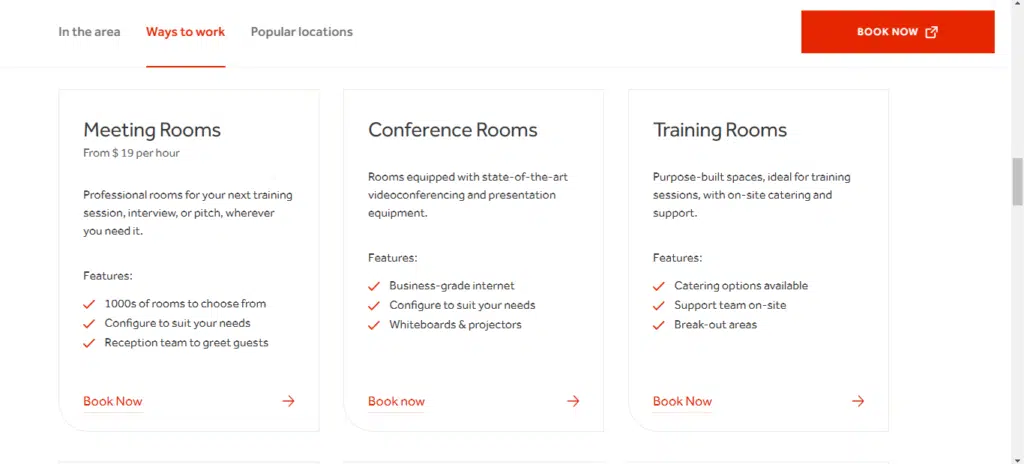 In the area
Ways to work
Popular locations
BOOK NOW
Meeting Rooms
From $ 19 per hour
Professional rooms for your next training
session, interview, or pitch, wherever
you need it.
Features:
1000s of rooms to choose from
Configure to suit your needs
Reception team to greet guests
Book Now
Conference Rooms
Rooms equipped with state-of-the-art
videoconferencing and presentation
equipment.
Features:
Business-grade internet
Configure to suit your needs
Whiteboards & projectors
Book now
Training Rooms
Purpose-built spaces, ideal for training
sessions, with on-site catering and
support.
Features:
Catering options available
Support team on-site
Break-out areas
Book Now